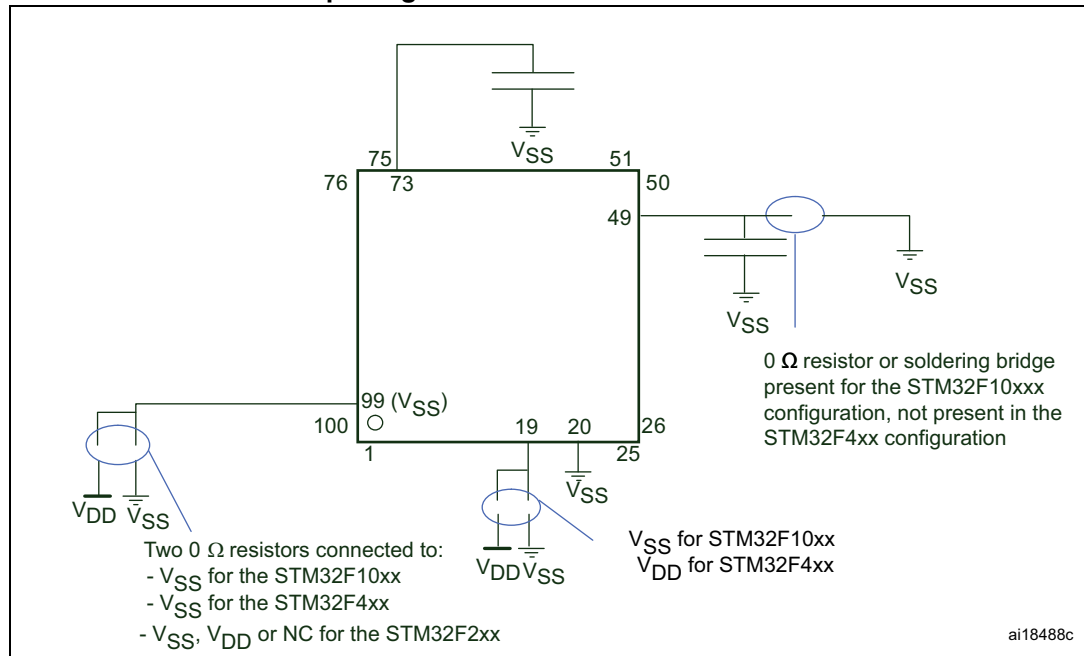 VSS
75
51
76
73
50
49
VSS
VSS
0 Ω resistor or soldering bridge
present for the STM32F10xxx
configuration, not present in the
STM32F4xx configuration
99 (VSS)
100
19
20
26
1
25
VSS
VDD
VSS
VDD
VSS
VSS for STM32F10xx
VDD for STM32F4xx
Two 0 Ω resistors connected to:
- VSS for the STM32F10xx
- VSS for the STM32F4xx
- VSS, VDD or NC for the STM32F2xx
ai18488c